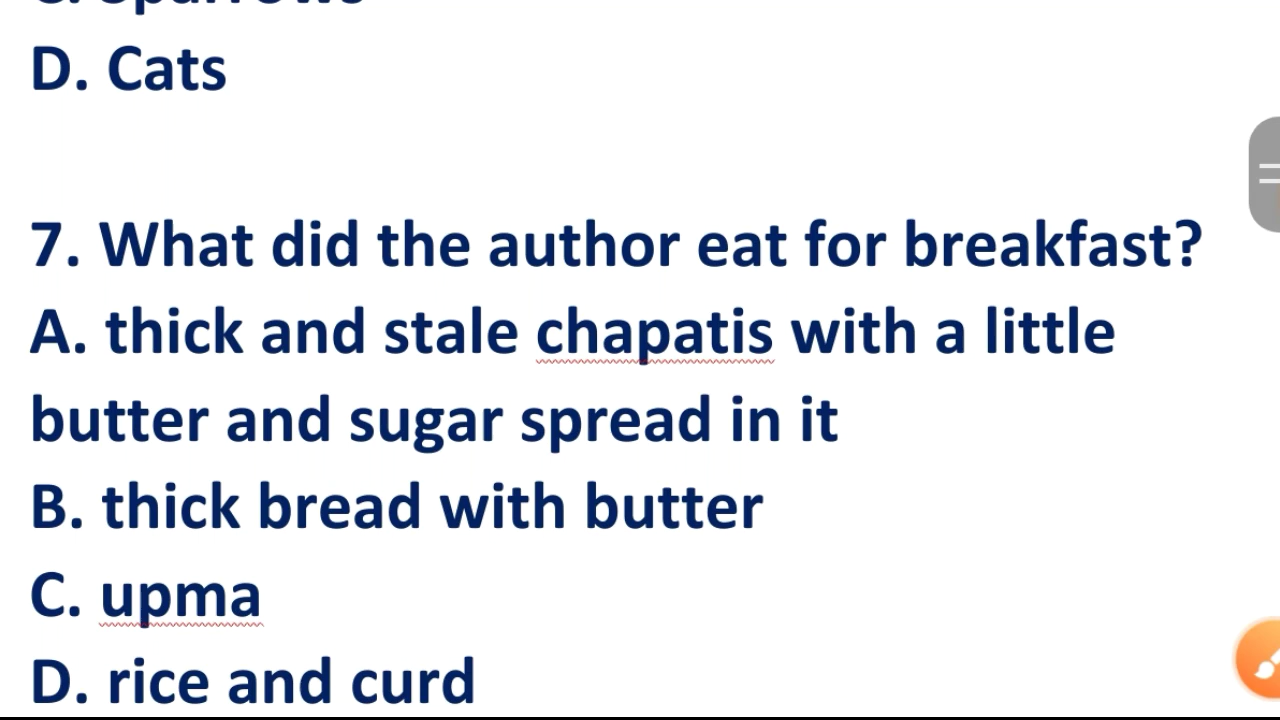 D. Cats
7. What did the author eat for breakfast?
A. thick and stale chapatis with a little
butter and sugar spread in it
B. thick bread with butter
C. upma
D. rice and curd